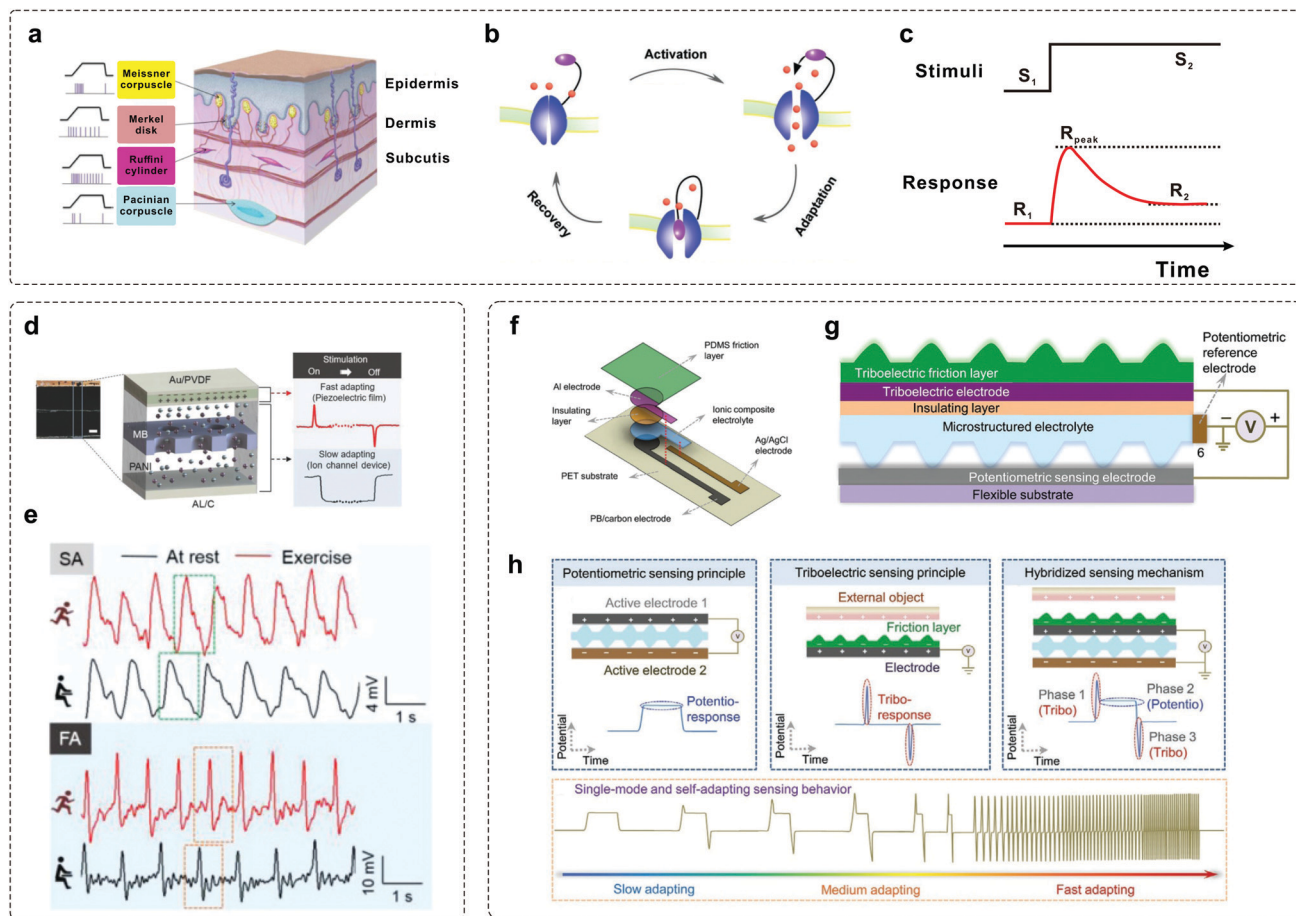 a
Meissner
corpuscle
Merkel
disk
Ruffini
cylinder
Pacinian
corpuscle
Epidermis
Dermis
Subcutis
b
Activation
Adaptation
Recovery
c
Stimuli
S1
S2
Response
R1
Rpeak
R2
Time
d
Au/PVDF
MB
PANI
AL/C
Stimulation
On
Off
Fast adapting
(Piezoelectric film)
Slow adapting
(Ion channel device)
e
SA
At rest
Exercise
4 mV
1 s
FA
10 mV
1 s
f
PDMS friction
layer
Al electrode
Insulating
layer
Ionic composite
electrolyte
Ag/AgCl
electrode
PET substrate
PB/carbon electrode
g
Potentiometric
reference
electrode
Triboelectric friction layer
Triboelectric electrode
Insulating layer
Microstructured electrolyte
Potentiometric sensing electrode
Flexible substrate
− V +
6
h
Potentiometric sensing principle
Active electrode 1
V
Active electrode 2
Potentio-
response
Potential
Time
Triboelectric sensing principle
External object
Friction layer
V
Electrode
Tribo-
response
Potential
Time
Hybridized sensing mechanism
V
Phase 1
(Tribo)
Phase 2
(Potentio)
Phase 3
(Tribo)
Potential
Time
Single-mode and self-adapting sensing behavior
Slow adapting
Medium adapting
Fast adapting